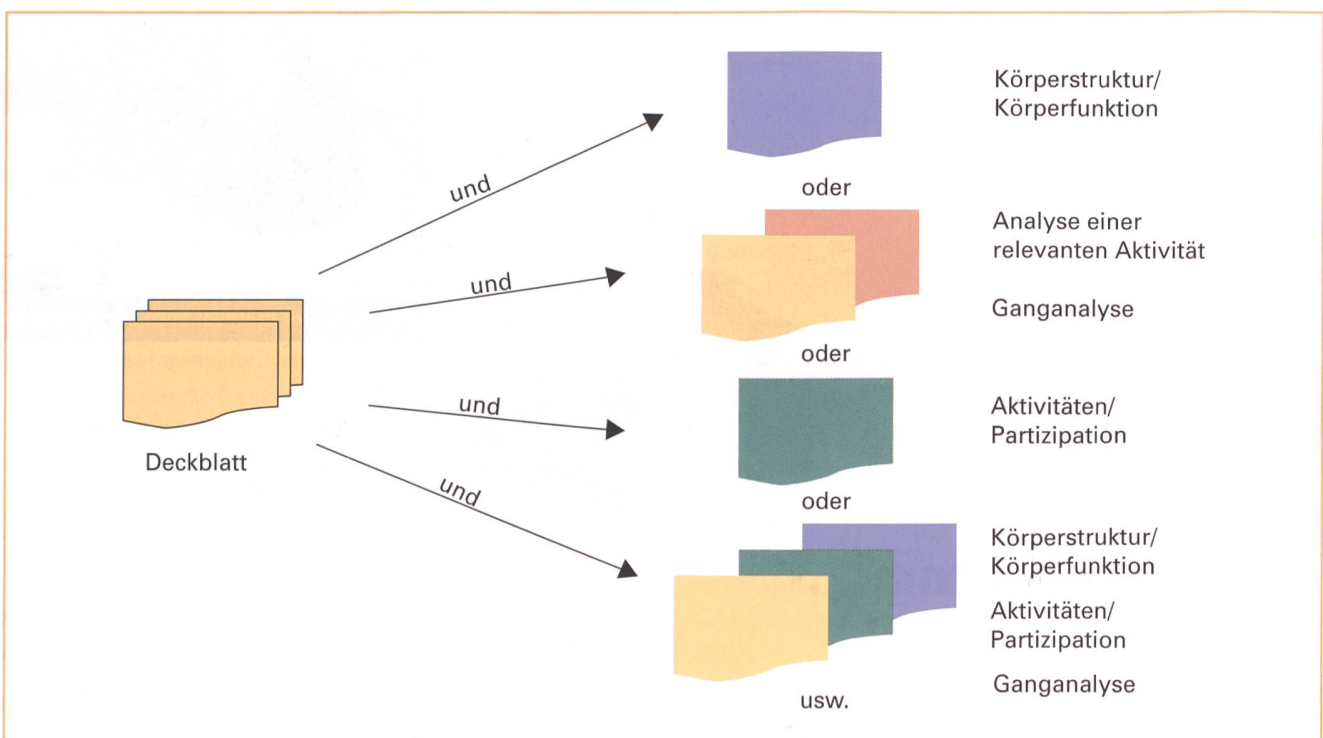 Körperstruktur/
Körperfunktion
und
oder
Analyse einer
relevanten Aktivität
und
Ganganalyse
oder
und
Aktivitäten/
Partizipation
Deckblatt
und
oder
Körperstruktur/
Körperfunktion
Aktivitäten/
Partizipation
Ganganalyse
usw.